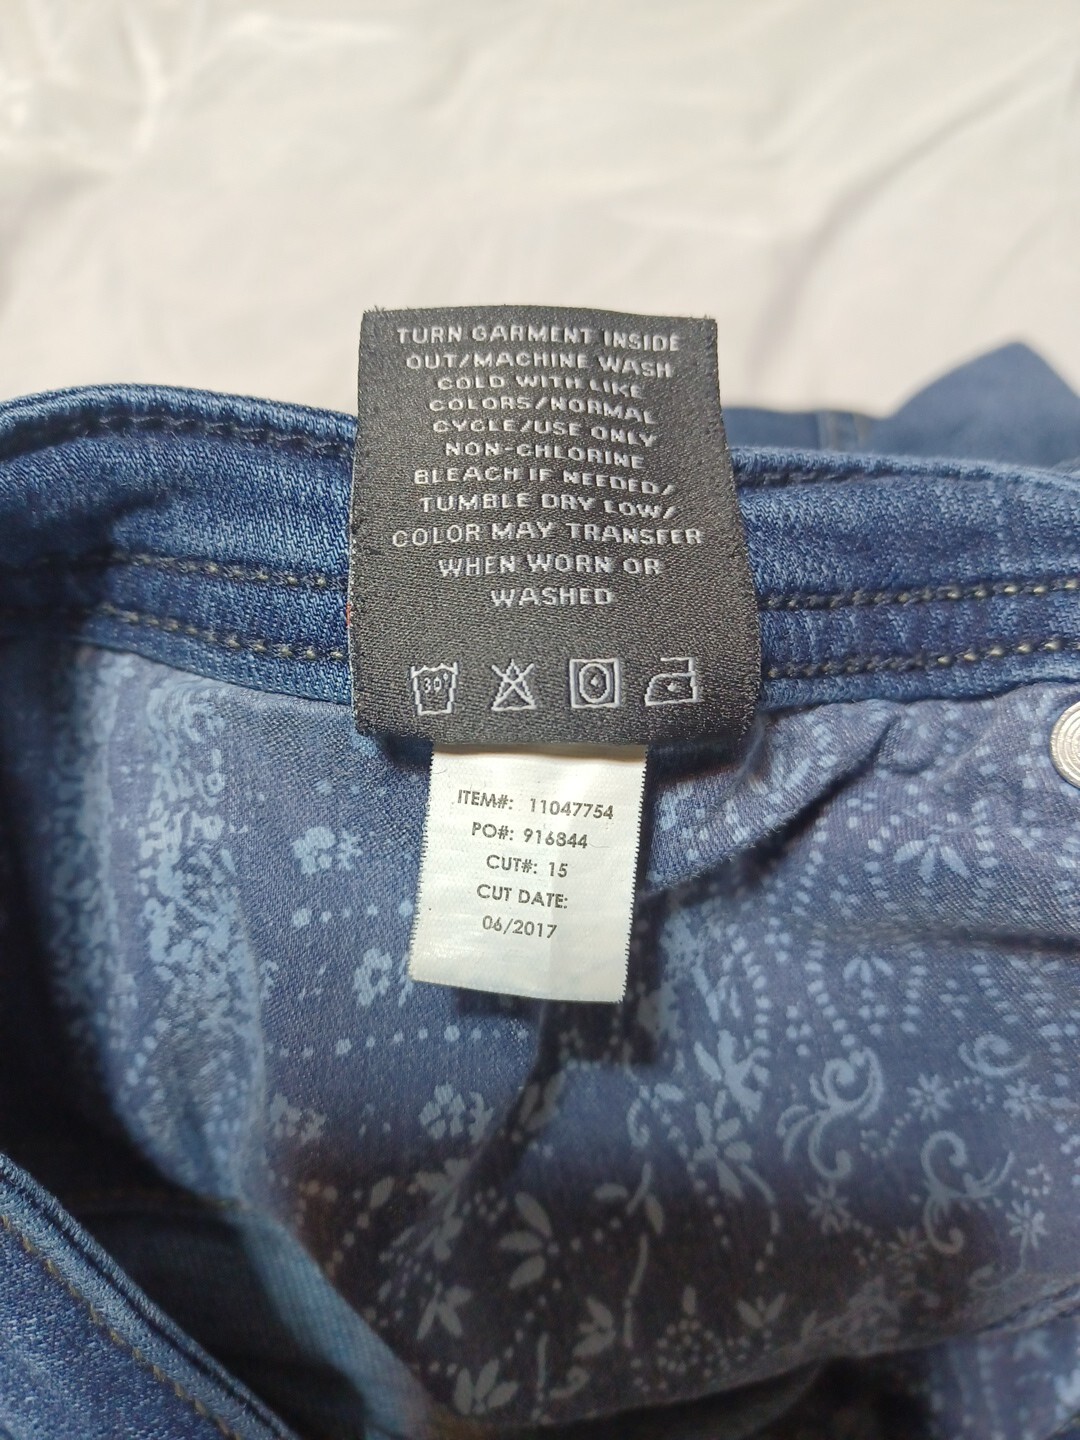 TURN GARMENT INSIDE
OUT/MACHINE WASH
COLD WITH LIKE
COLORS/NORMAL
CYCLE/USE ONLY
NON-CHLORINE
BLEACH IF NEEDED/
TUMBLE DRY LOW/
COLOR MAY TRANSFER
WHEN WORN OR
WASHED
30°
ITEM#: 11047754
PO#: 916844
CUT#: 15
CUT DATE:
06/2017